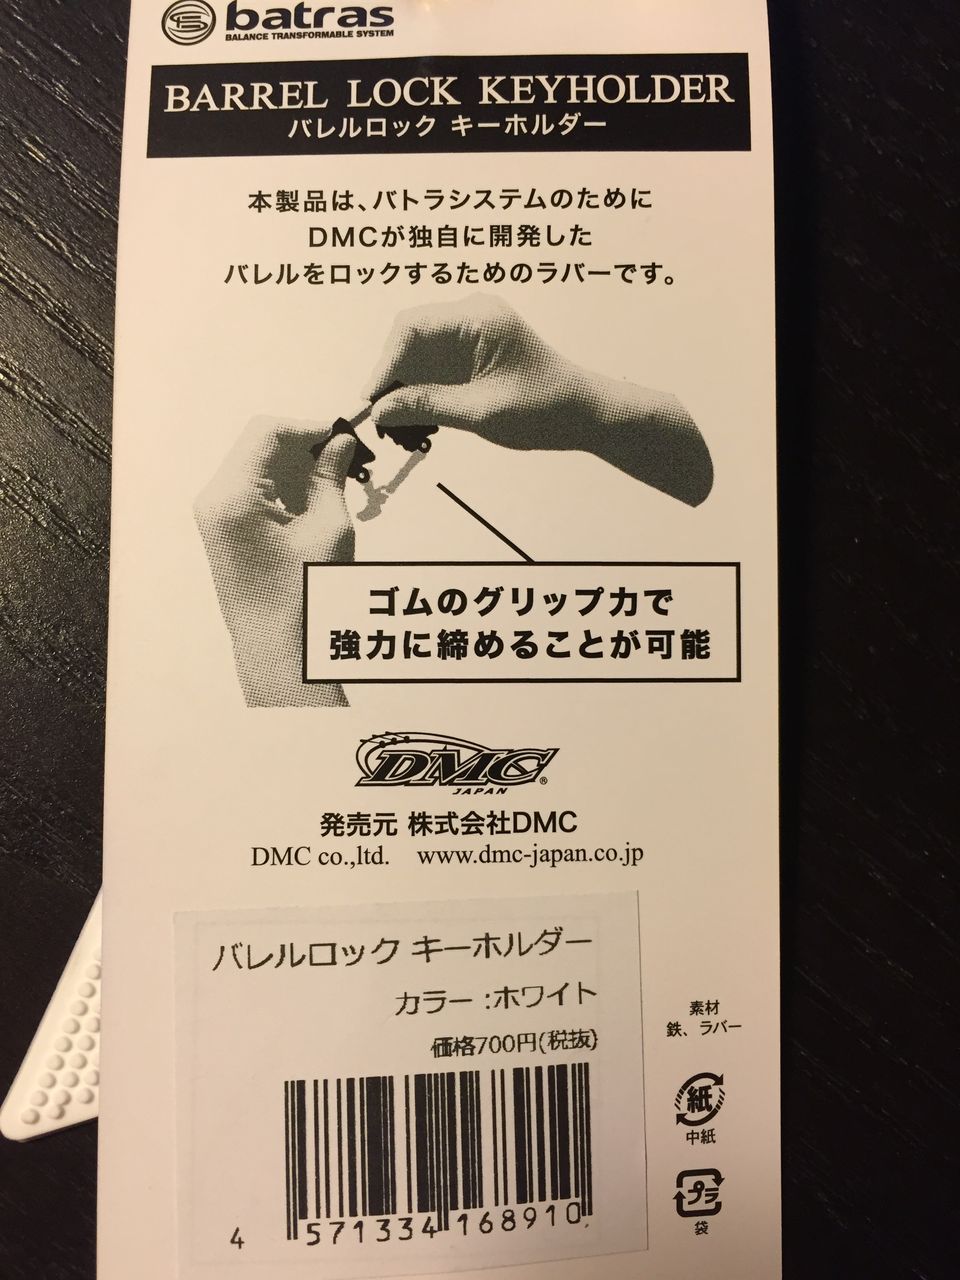 batras
BALANCE TRANSFORMABLE SYSTEM
BARREL LOCK KEYHOLDER
バレルロック キーホルダー
本製品は、バトラシステムのために
DMCが独自に開発した
バレルをロックするためのラバーです。
ゴムのグリップ力で
強力に締めることが可能
DMC®
JAPAN
発売元 株式会社DMC
DMC co.,ltd. www.dmc-japan.co.jp
バレルロック キーホルダー
カラー:ホワイト
価格700円(税抜)
4 571334 168910
素材
鉄、ラバー
紙
中紙
プラ
袋